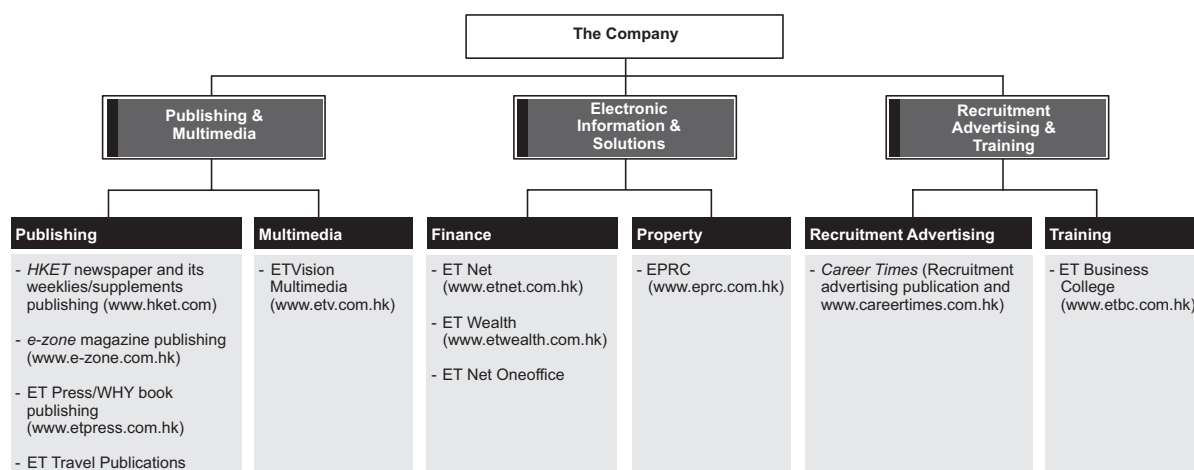 The Company
Publishing &
Multimedia
Electronic
Information &
Solutions
Recruitment
Advertising &
Training
Publishing
- HKET newspaper and its
weeklies/supplements
publishing (www.hket.com)
- e-zone magazine publishing
(www.e-zone.com.hk)
- ET Press/WHY book
publishing
(www.etpress.com.hk)
- ET Travel Publications
Multimedia
- ETVision
Multimedia
(www.etv.com.hk)
Finance
- ET Net
(www.etnet.com.hk)
- ET Wealth
(www.etwealth.com.hk)
- ET Net Oneoffice
Property
- EPRC
(www.eprc.com.hk)
Recruitment Advertising
- Career Times (Recruitment
advertising publication and
www.careertimes.com.hk)
Training
- ET Business
College
(www.etbc.com.hk)